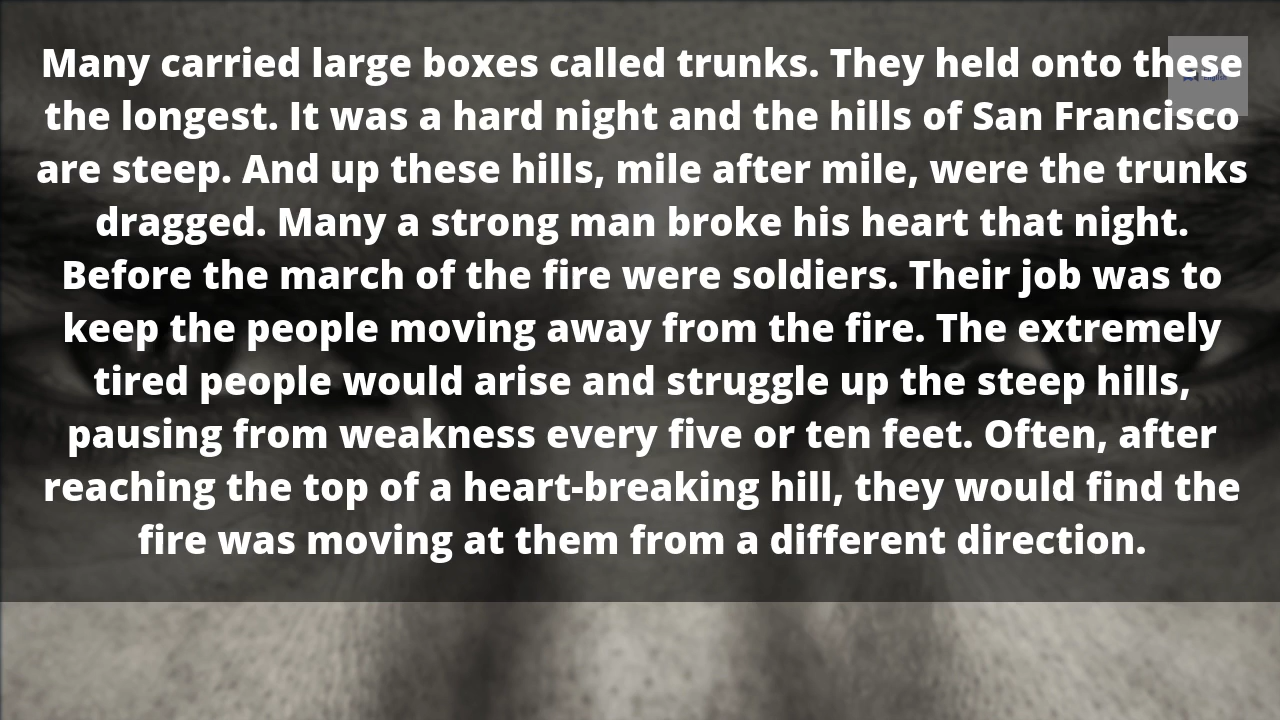 Many carried large boxes called trunks. They held onto these
the longest. It was a hard night and the hills of San Francisco
are steep. And up these hills, mile after mile, were the trunks
dragged. Many a strong man broke his heart that night.
Before the march of the fire were soldiers. Their job was to
keep the people moving away from the fire. The extremely
tired people would arise and struggle up the steep hills,
pausing from weakness every five or ten feet. Often, after
reaching the top of a heart-breaking hill, they would find the
fire was moving at them from a different direction.
English